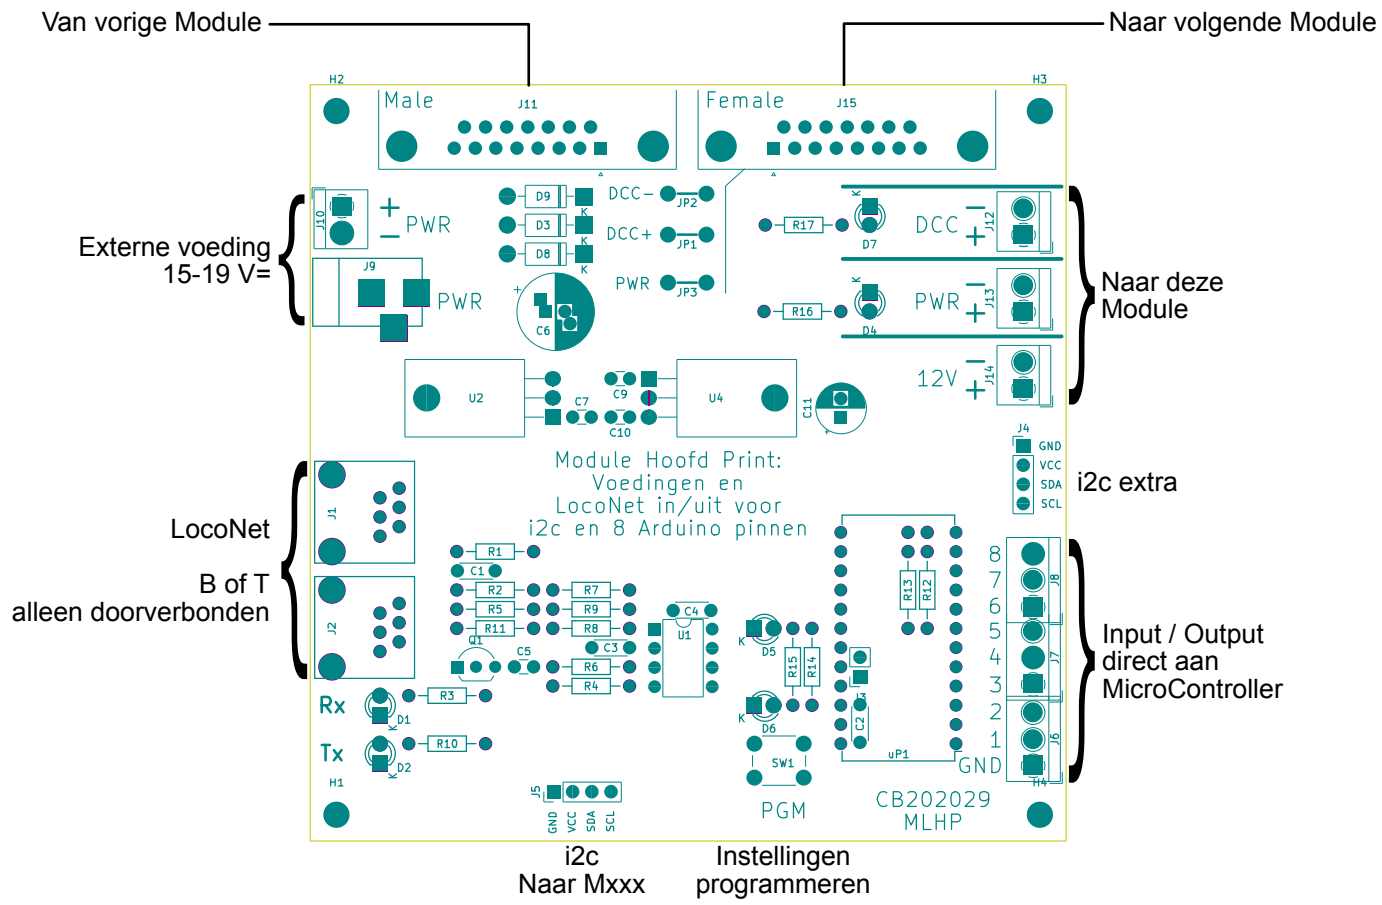 Van vorige Module
Naar volgende Module
H2
H3
Male
J11
Female
J15
D9
K
DCC-
JP2
K
J10
+
PWR
-
D3
K
DCC+
JP1
R17
D7
DCC
-
+
J12
Externe voeding
15-19 V=
D8
K
J9
PWR
+
C6
PWR
JP3
K
R16
D4
PWR
-
+
J13
Naar deze
Module
U2
C7
C9
C10
U4
C11
+
12V
-
+
J14
J4
GND
VCC
SDA
SCL
i2c extra
Module Hoofd Print:
Voedingen en
LocoNet in/uit voor
i2c en 8 Arduino pinnen
LocoNet
B of T
alleen doorverbonden
J1
J2
R1
C1
R2
R7
R5
R9
R11
R8
Q1
C5
C3
R6
R4
C4
U1
K
D5
R15
R14
K
D6
R13
R12
J3
C2
uP1
8
7
6
J8
5
4
3
J7
2
1
GND
J6
Input / Output
direct aan
MicroController
Rx
K
D1
R3
Tx
K
D2
R10
H1
H4
J5
GND
VCC
SDA
SCL
SW1
PGM
CB202029
MLHP
i2c
Naar Mxxx
Instellingen
programmeren